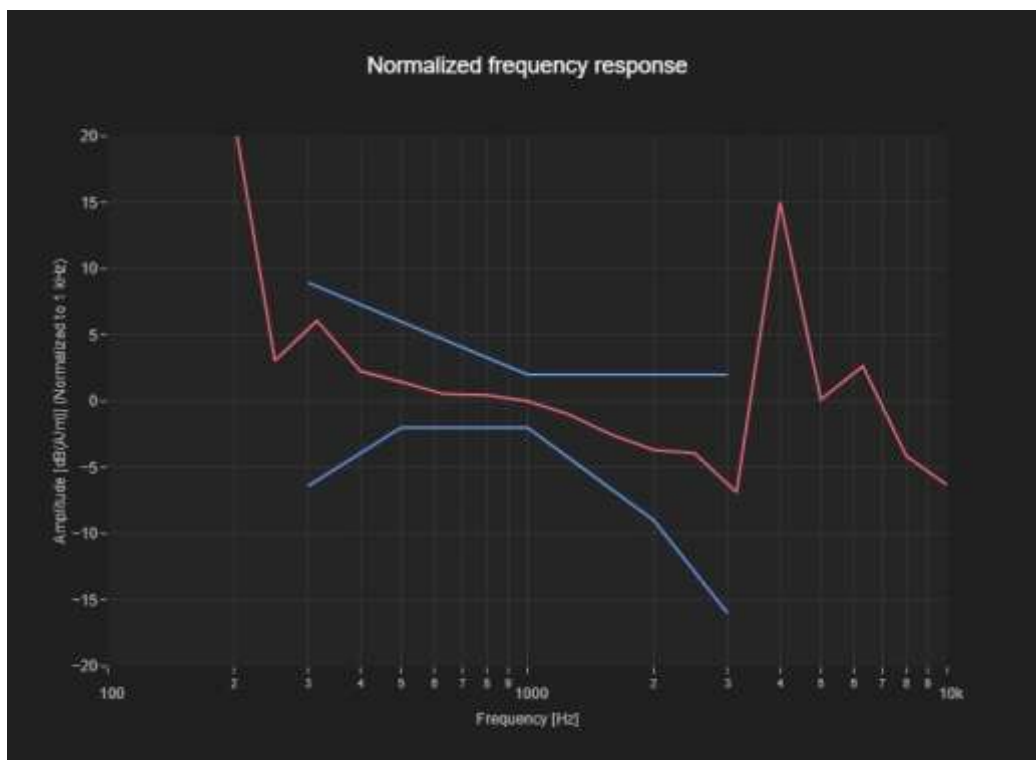 Normalized frequency response
Amplitude [dB(A/m)] (Normalized to 1 kHz)
20
15
10
5
0
−5
−10
−15
−20
100 2 3 4 5 6 7 8 9 1000 2 3 4 5 6 7 8 9 10k
Frequency [Hz]